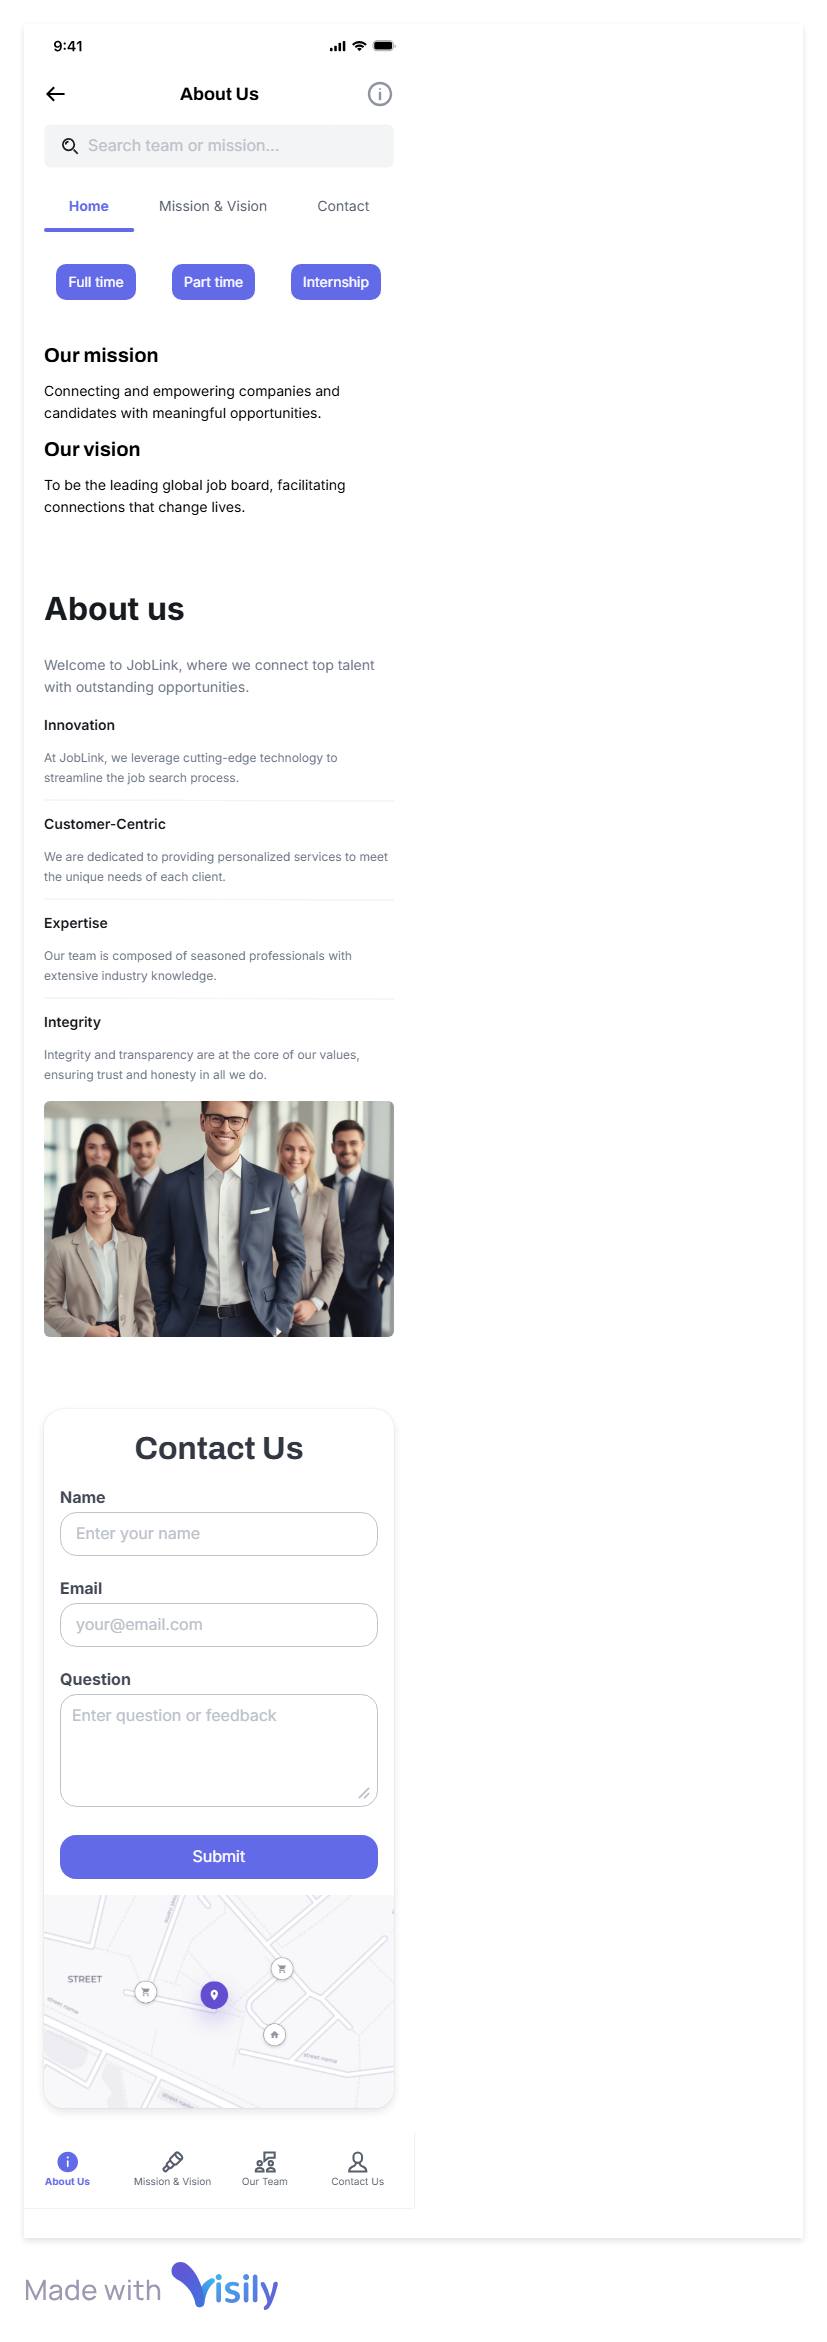 9:41
About Us
Search team or mission...
Home
Mission & Vision
Contact
Full time
Part time
Internship
Our mission
Connecting and empowering companies and
candidates with meaningful opportunities.
Our vision
To be the leading global job board, facilitating
connections that change lives.
About us
Welcome to JobLink, where we connect top talent
with outstanding opportunities.
Innovation
At JobLink, we leverage cutting-edge technology to
streamline the job search process.
Customer-Centric
We are dedicated to providing personalized services to meet
the unique needs of each client.
Expertise
Our team is composed of seasoned professionals with
extensive industry knowledge.
Integrity
Integrity and transparency are at the core of our values,
ensuring trust and honesty in all we do.
Contact Us
Name
Enter your name
Email
your@email.com
Question
Enter question or feedback
Submit
STREET
street name
street name
About Us
Mission & Vision
Our Team
Contact Us
Made with Visily